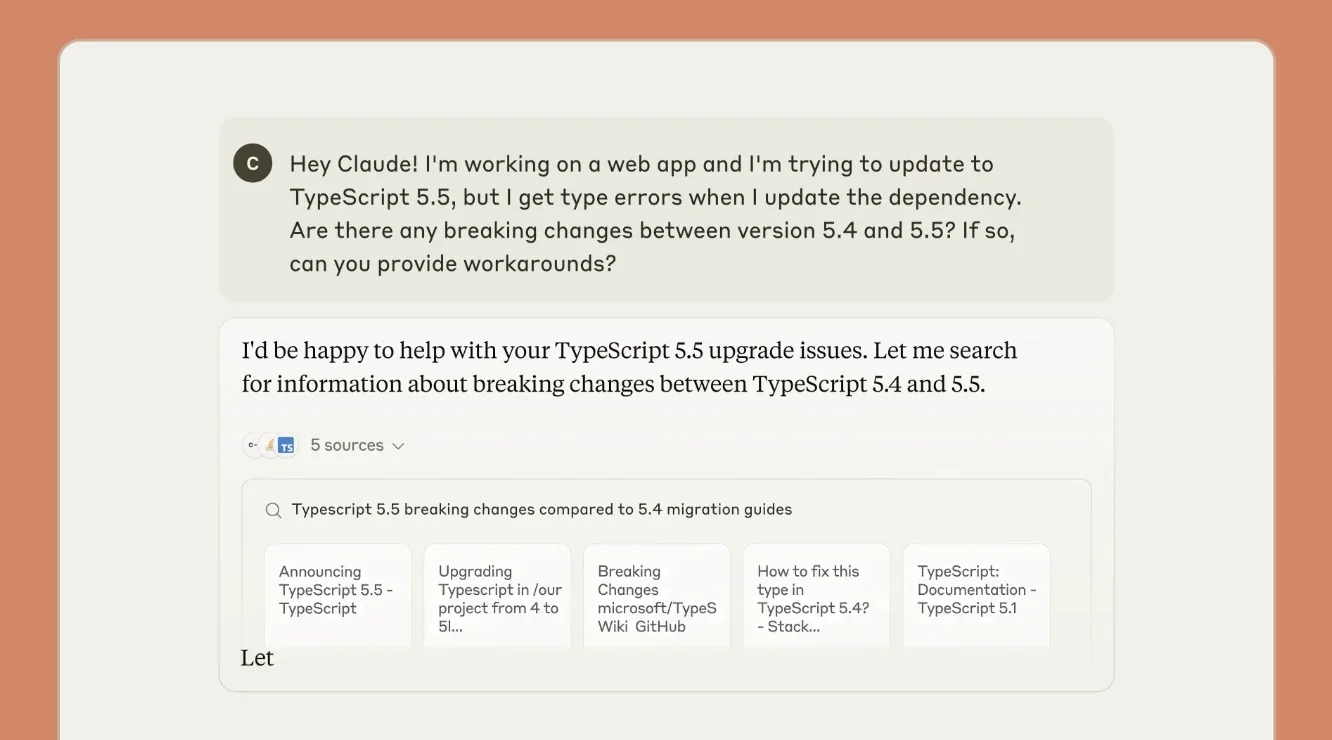 C
Hey Claude! I'm working on a web app and I'm trying to update to
TypeScript 5.5, but I get type errors when I update the dependency.
Are there any breaking changes between version 5.4 and 5.5? If so,
can you provide workarounds?
I'd be happy to help with your TypeScript 5.5 upgrade issues. Let me search
for information about breaking changes between TypeScript 5.4 and 5.5.
C-
TS
5 sources
Typescript 5.5 breaking changes compared to 5.4 migration guides
Announcing
TypeScript 5.5 -
TypeScript
Upgrading
Typescript in /our
project from 4 to
5l...
Breaking
Changes
microsoft/TypeS
Wiki GitHub
How to fix this
type in
TypeScript 5.4?
- Stack...
TypeScript:
Documentation -
TypeScript 5.1
Let